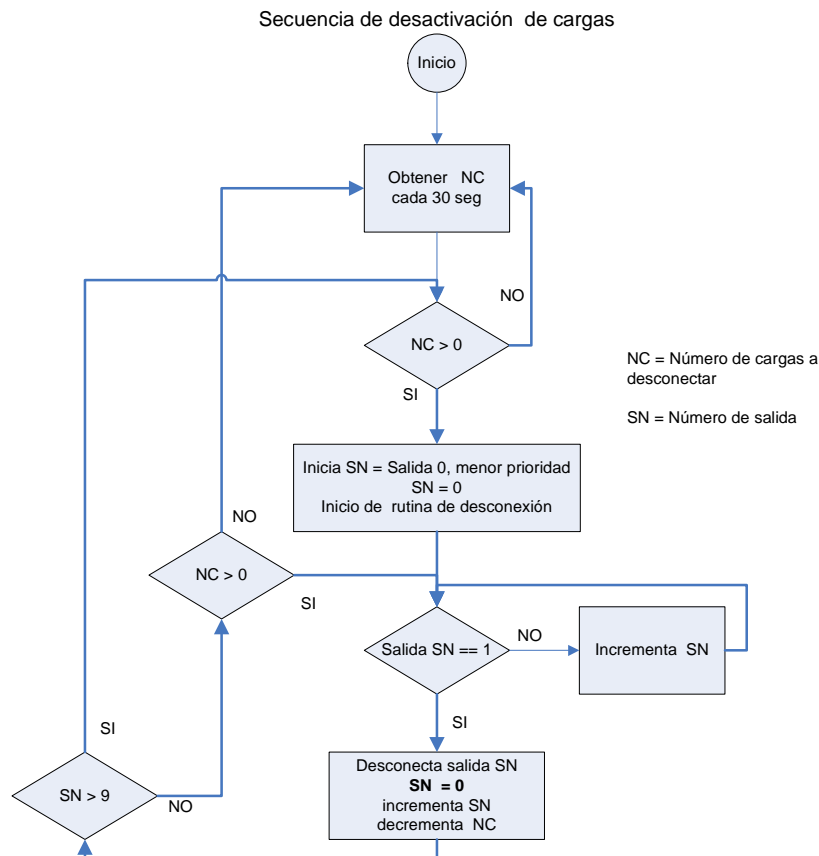 Secuencia de desactivación de cargas
Inicio
Obtener NC
cada 30 seg
NO
NC > 0
SI
NC = Número de cargas a
desconectar
SN = Número de salida
Inicia SN = Salida 0, menor prioridad
SN = 0
Inicio de rutina de desconexión
NO
NC > 0
SI
Salida SN == 1
NO
Incrementa SN
SI
SI
Desconecta salida SN
SN = 0
incrementa SN
decrementa NC
SN > 9
NO